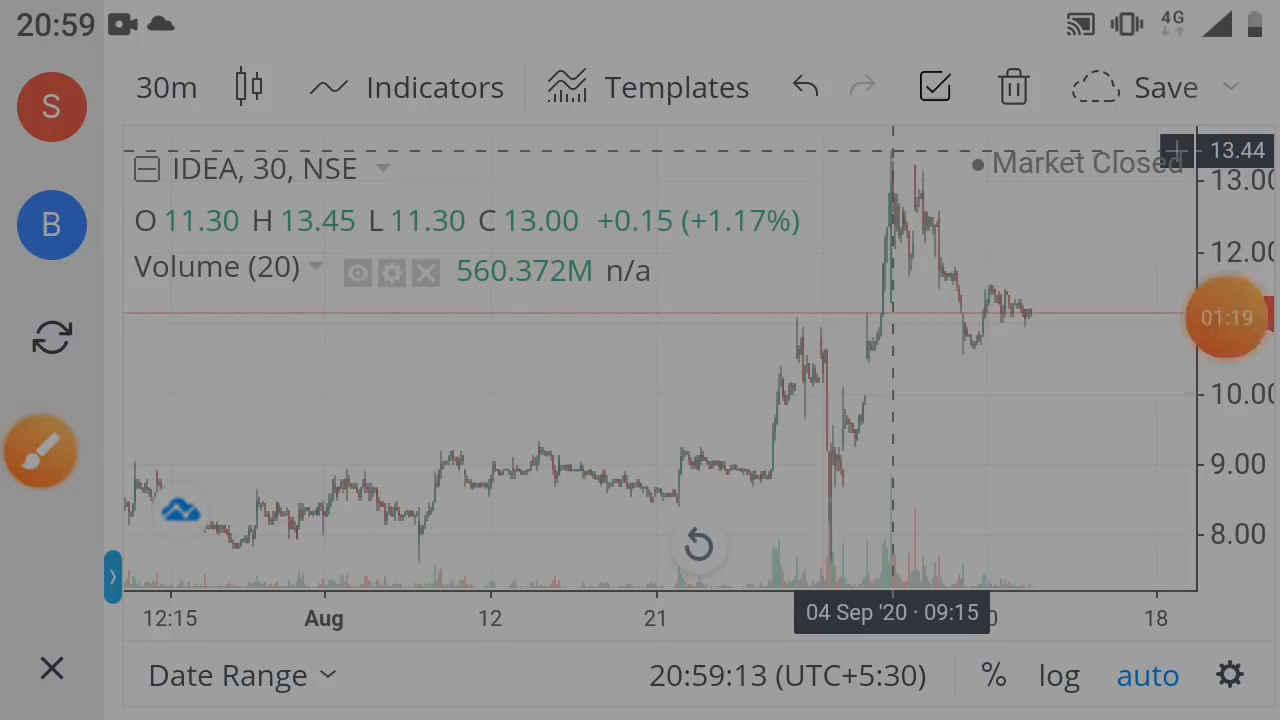 20:59
4G
S
30m Indicators Templates Save
B
13.44
IDEA, 30, NSE
Market Closed
13.00
O 11.30 H 13.45 L 11.30 C 13.00 +0.15 (+1.17%)
12.00
Volume (20) 560.372M n/a
01:19
10.00
9.00
8.00
12:15 Aug 12 21 04 Sep '20 · 09:15 18
Date Range 20:59:13 (UTC+5:30) % log auto